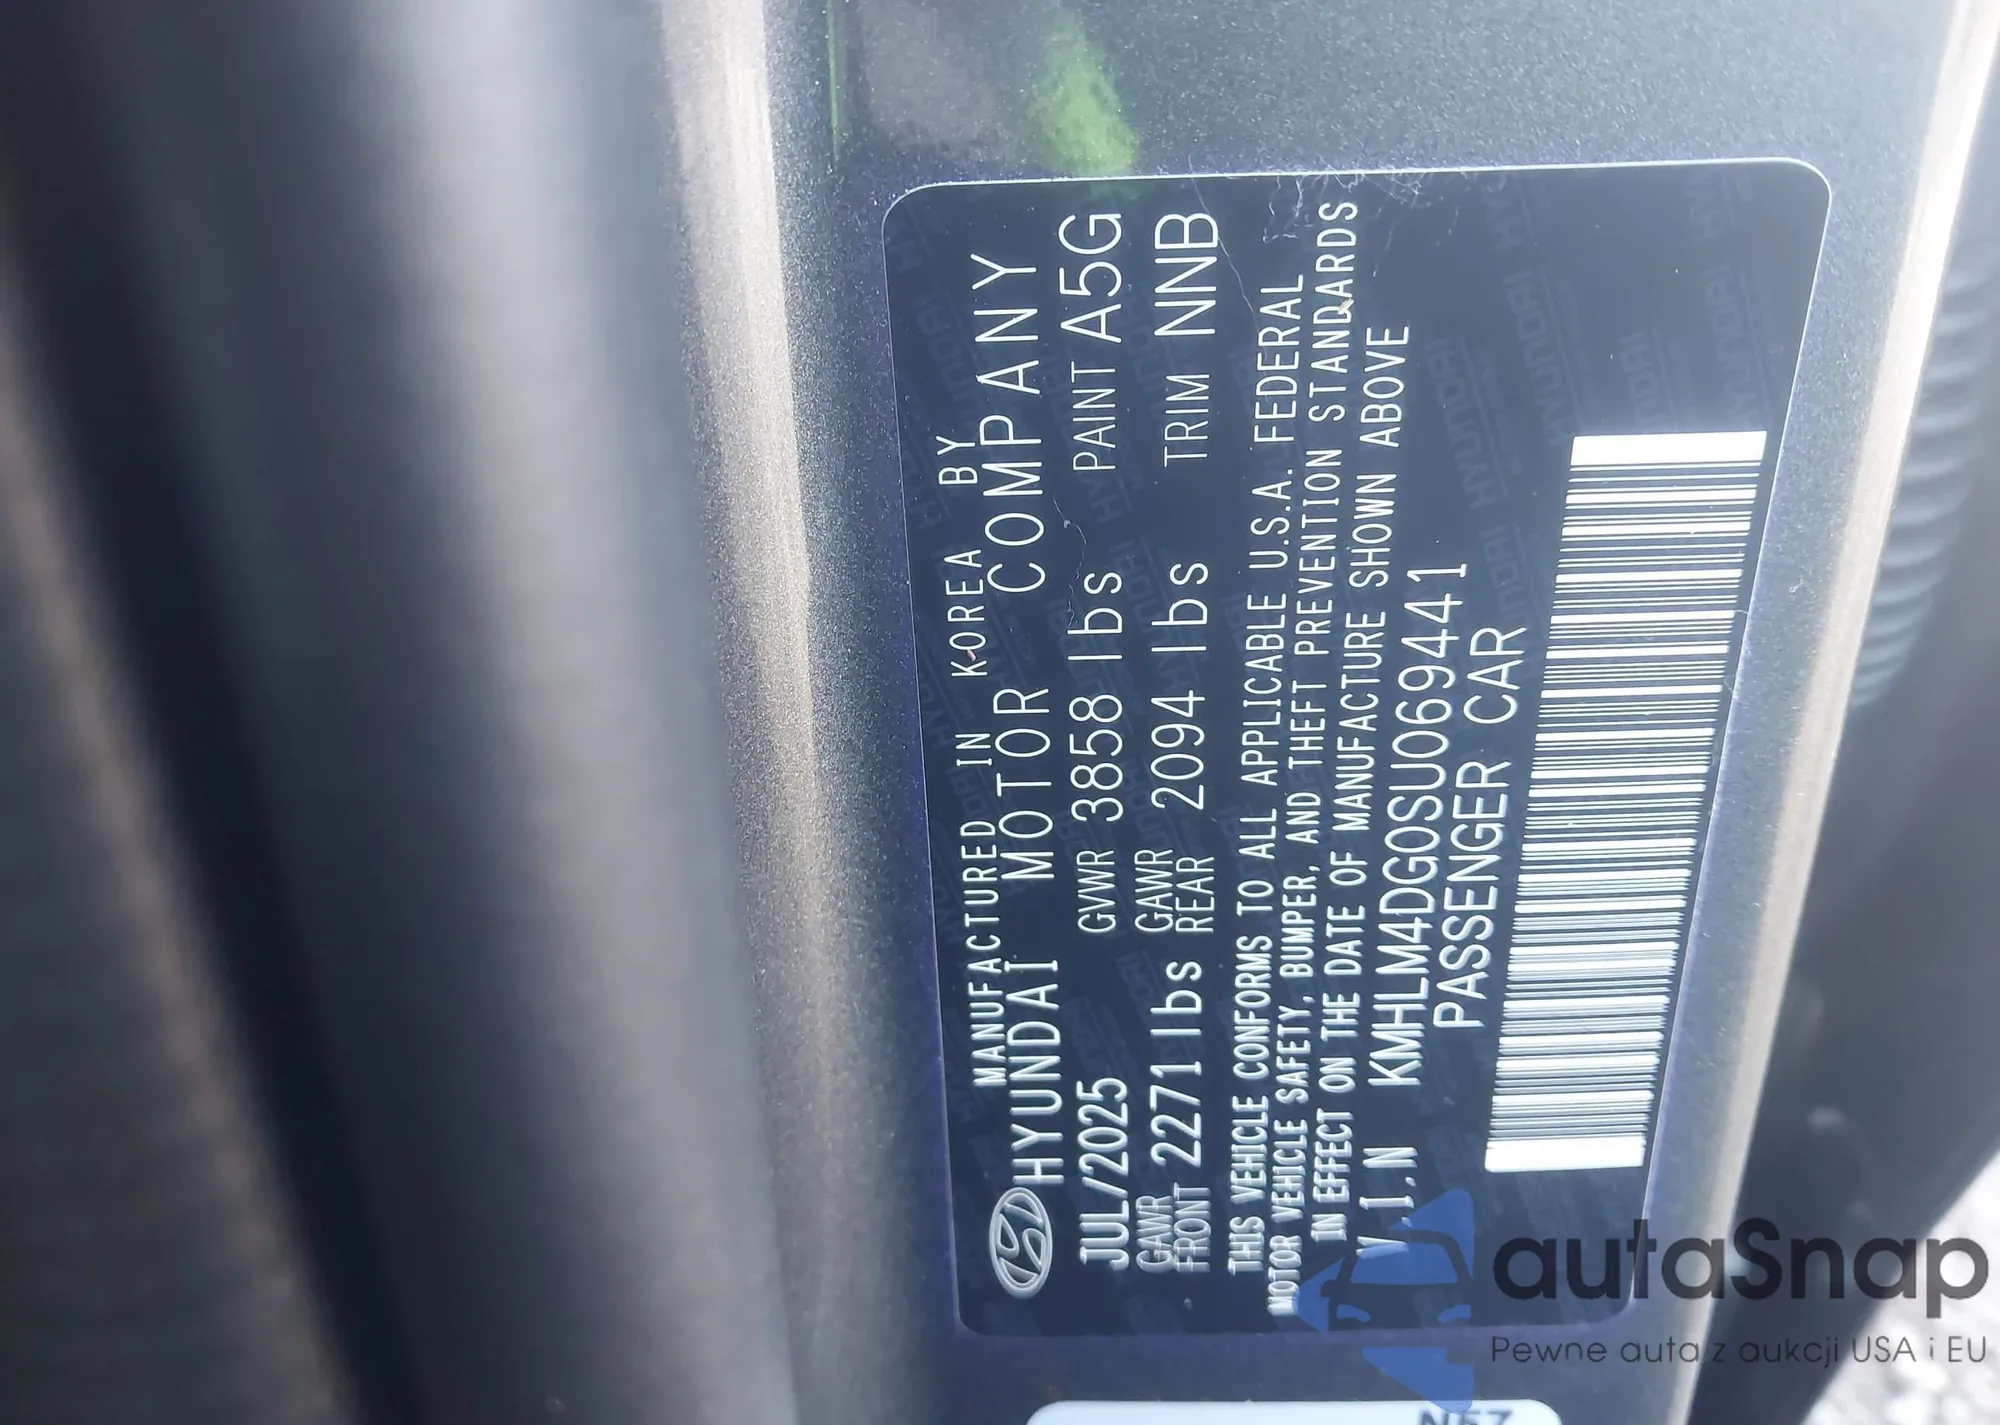 MANUFACTURED IN KOREA BY
HYUNDAI MOTOR COMPANY
JUL/2025 GVWR 3858 lbs PAINT A5G
GAWR FRONT 2271 lbs GAWR REAR 2094 lbs TRIM NNB
THIS VEHICLE CONFORMS TO ALL APPLICABLE U.S.A. FEDERAL
MOTOR VEHICLE SAFETY, BUMPER, AND THEFT PREVENTION STANDARDS
IN EFFECT ON THE DATE OF MANUFACTURE SHOWN ABOVE
V.I.N KMHLM4DG0SU069441
PASSENGER CAR
autaSnap
Pewne auta z aukcji USA i EU